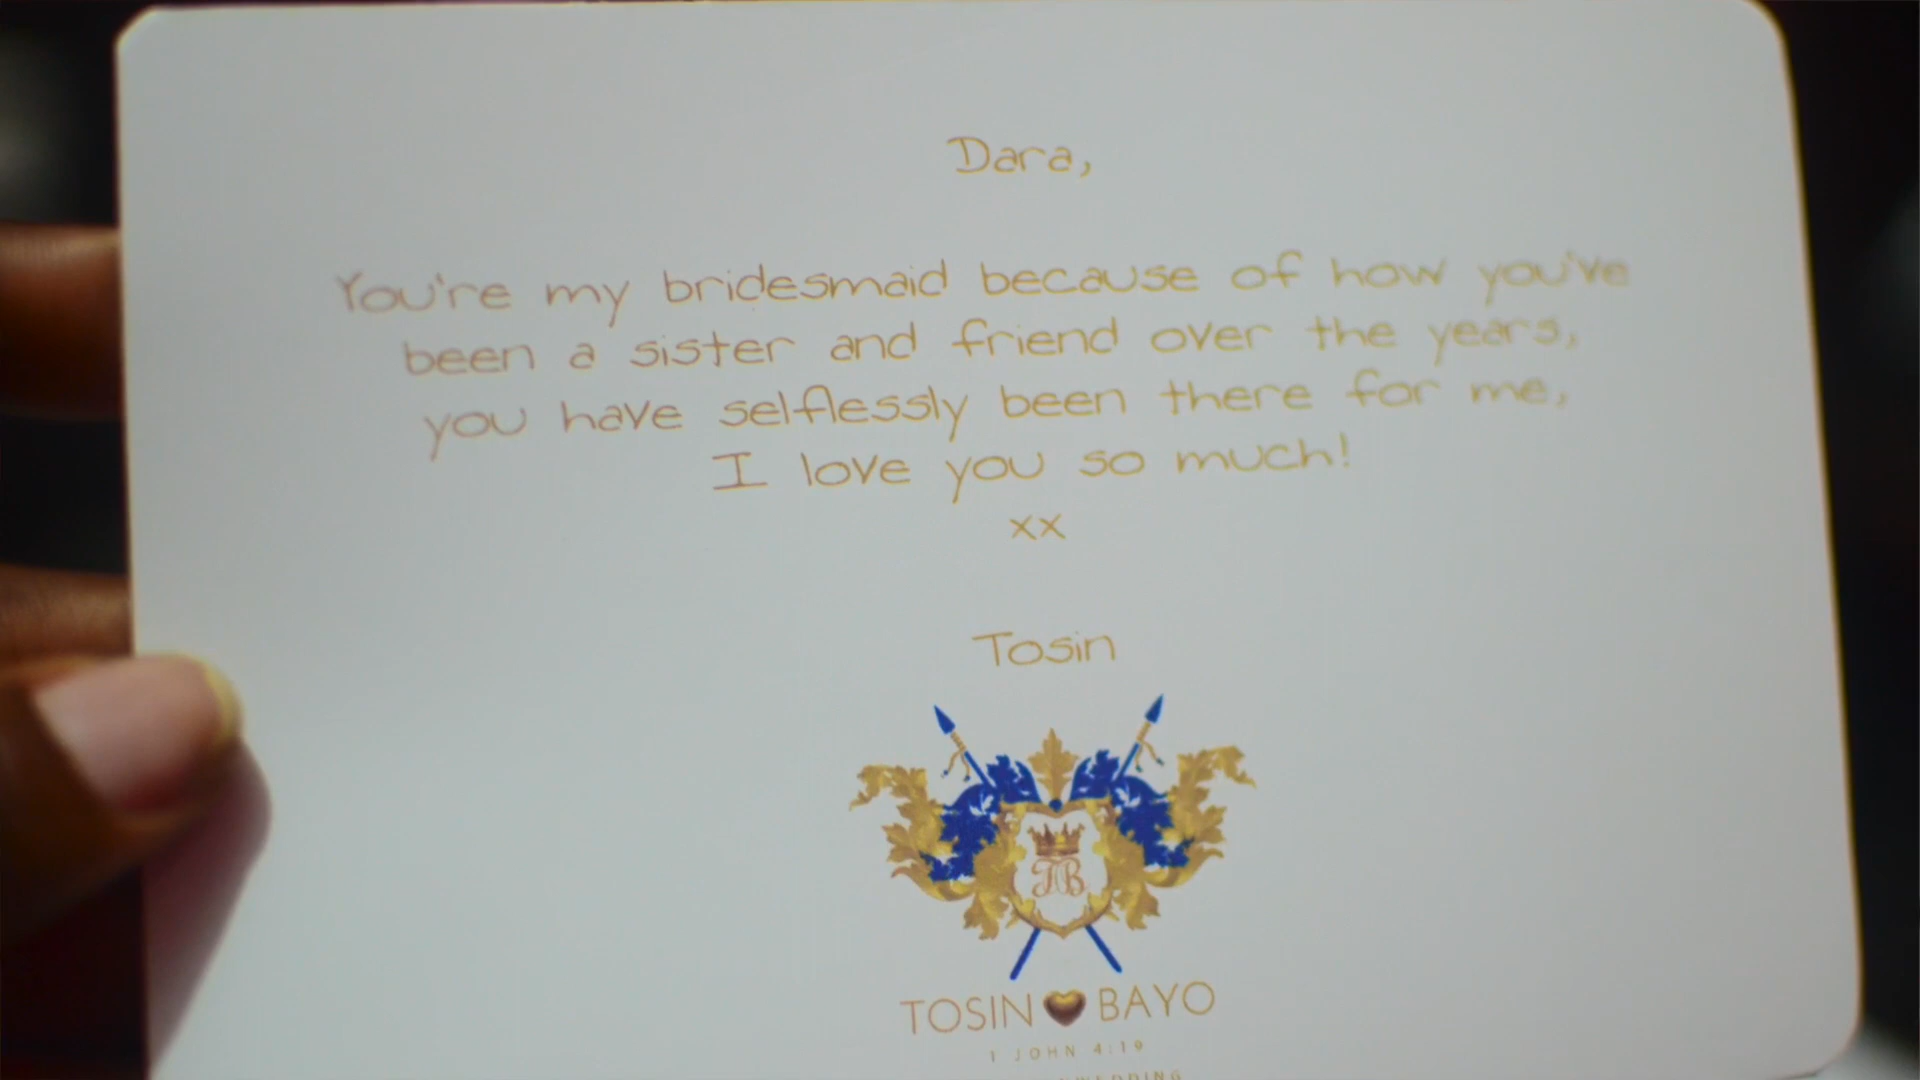 Dara,
You're my bridesmaid because of how you've
been a sister and friend over the years,
you have selflessly been there for me,
I love you so much!
xx
Tosin
TB
TOSIN BAYO
1 JOHN 4:19